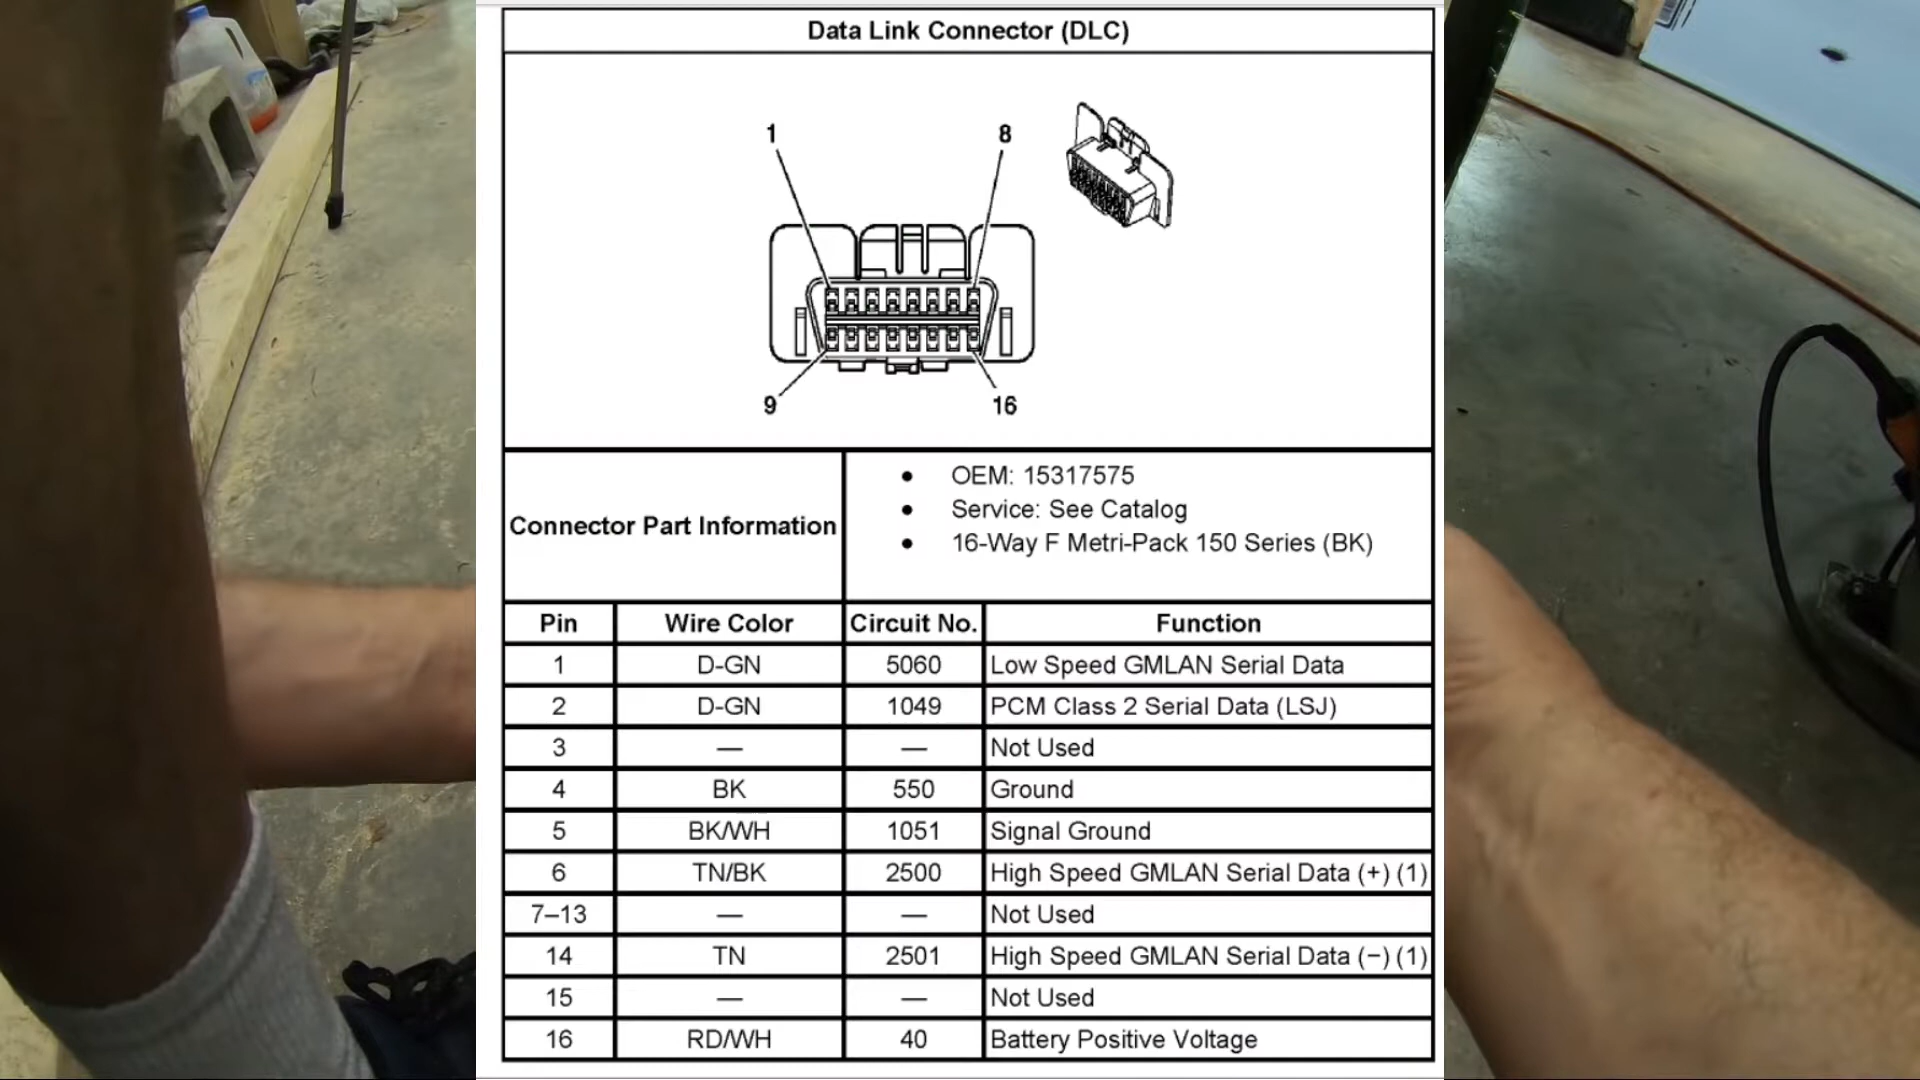 Data Link Connector (DLC)
1 8
9 16
Connector Part Information
• OEM: 15317575
• Service: See Catalog
• 16-Way F Metri-Pack 150 Series (BK)
Pin Wire Color Circuit No. Function
1 D-GN 5060 Low Speed GMLAN Serial Data
2 D-GN 1049 PCM Class 2 Serial Data (LSJ)
3 — — Not Used
4 BK 550 Ground
5 BK/WH 1051 Signal Ground
6 TN/BK 2500 High Speed GMLAN Serial Data (+) (1)
7–13 — — Not Used
14 TN 2501 High Speed GMLAN Serial Data (−) (1)
15 — — Not Used
16 RD/WH 40 Battery Positive Voltage